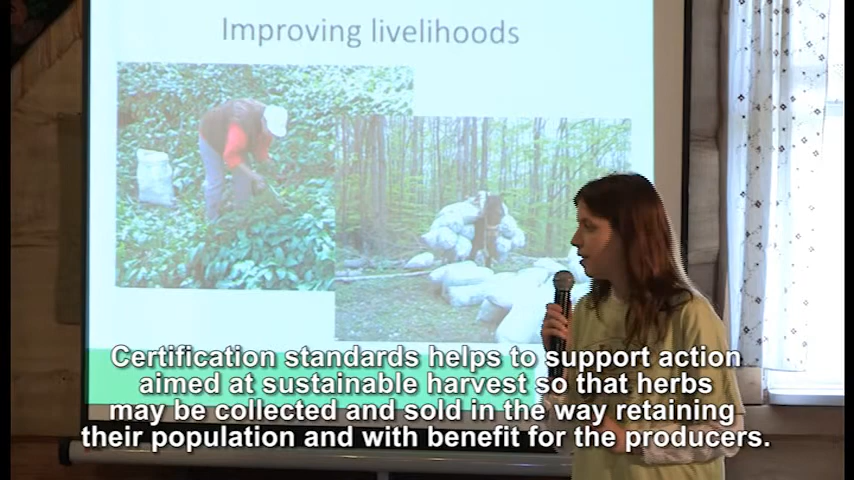 Improving livelihoods
Certification standards helps to support action
aimed at sustainable harvest so that herbs
may be collected and sold in the way retaining
their population and with benefit for the producers.